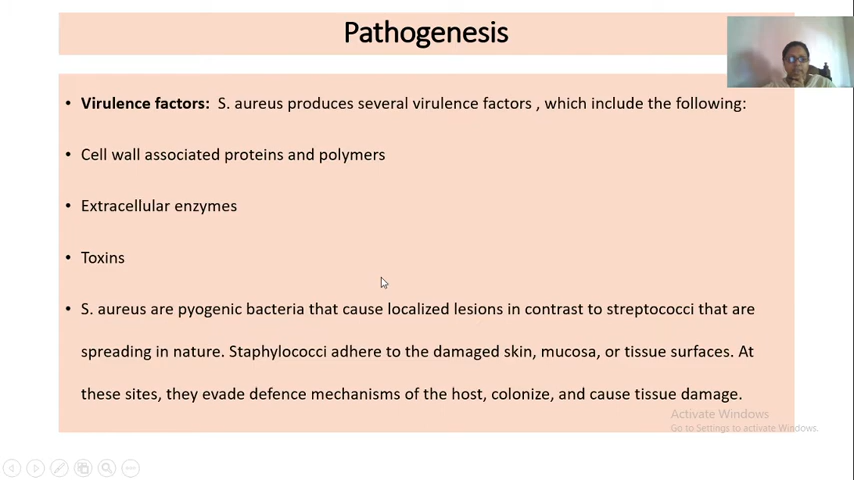 Pathogenesis
• Virulence factors: S. aureus produces several virulence factors , which include the following:
• Cell wall associated proteins and polymers
• Extracellular enzymes
• Toxins
• S. aureus are pyogenic bacteria that cause localized lesions in contrast to streptococci that are
spreading in nature. Staphylococci adhere to the damaged skin, mucosa, or tissue surfaces. At
these sites, they evade defence mechanisms of the host, colonize, and cause tissue damage.
Activate Windows
Go to Settings to activate Windows.